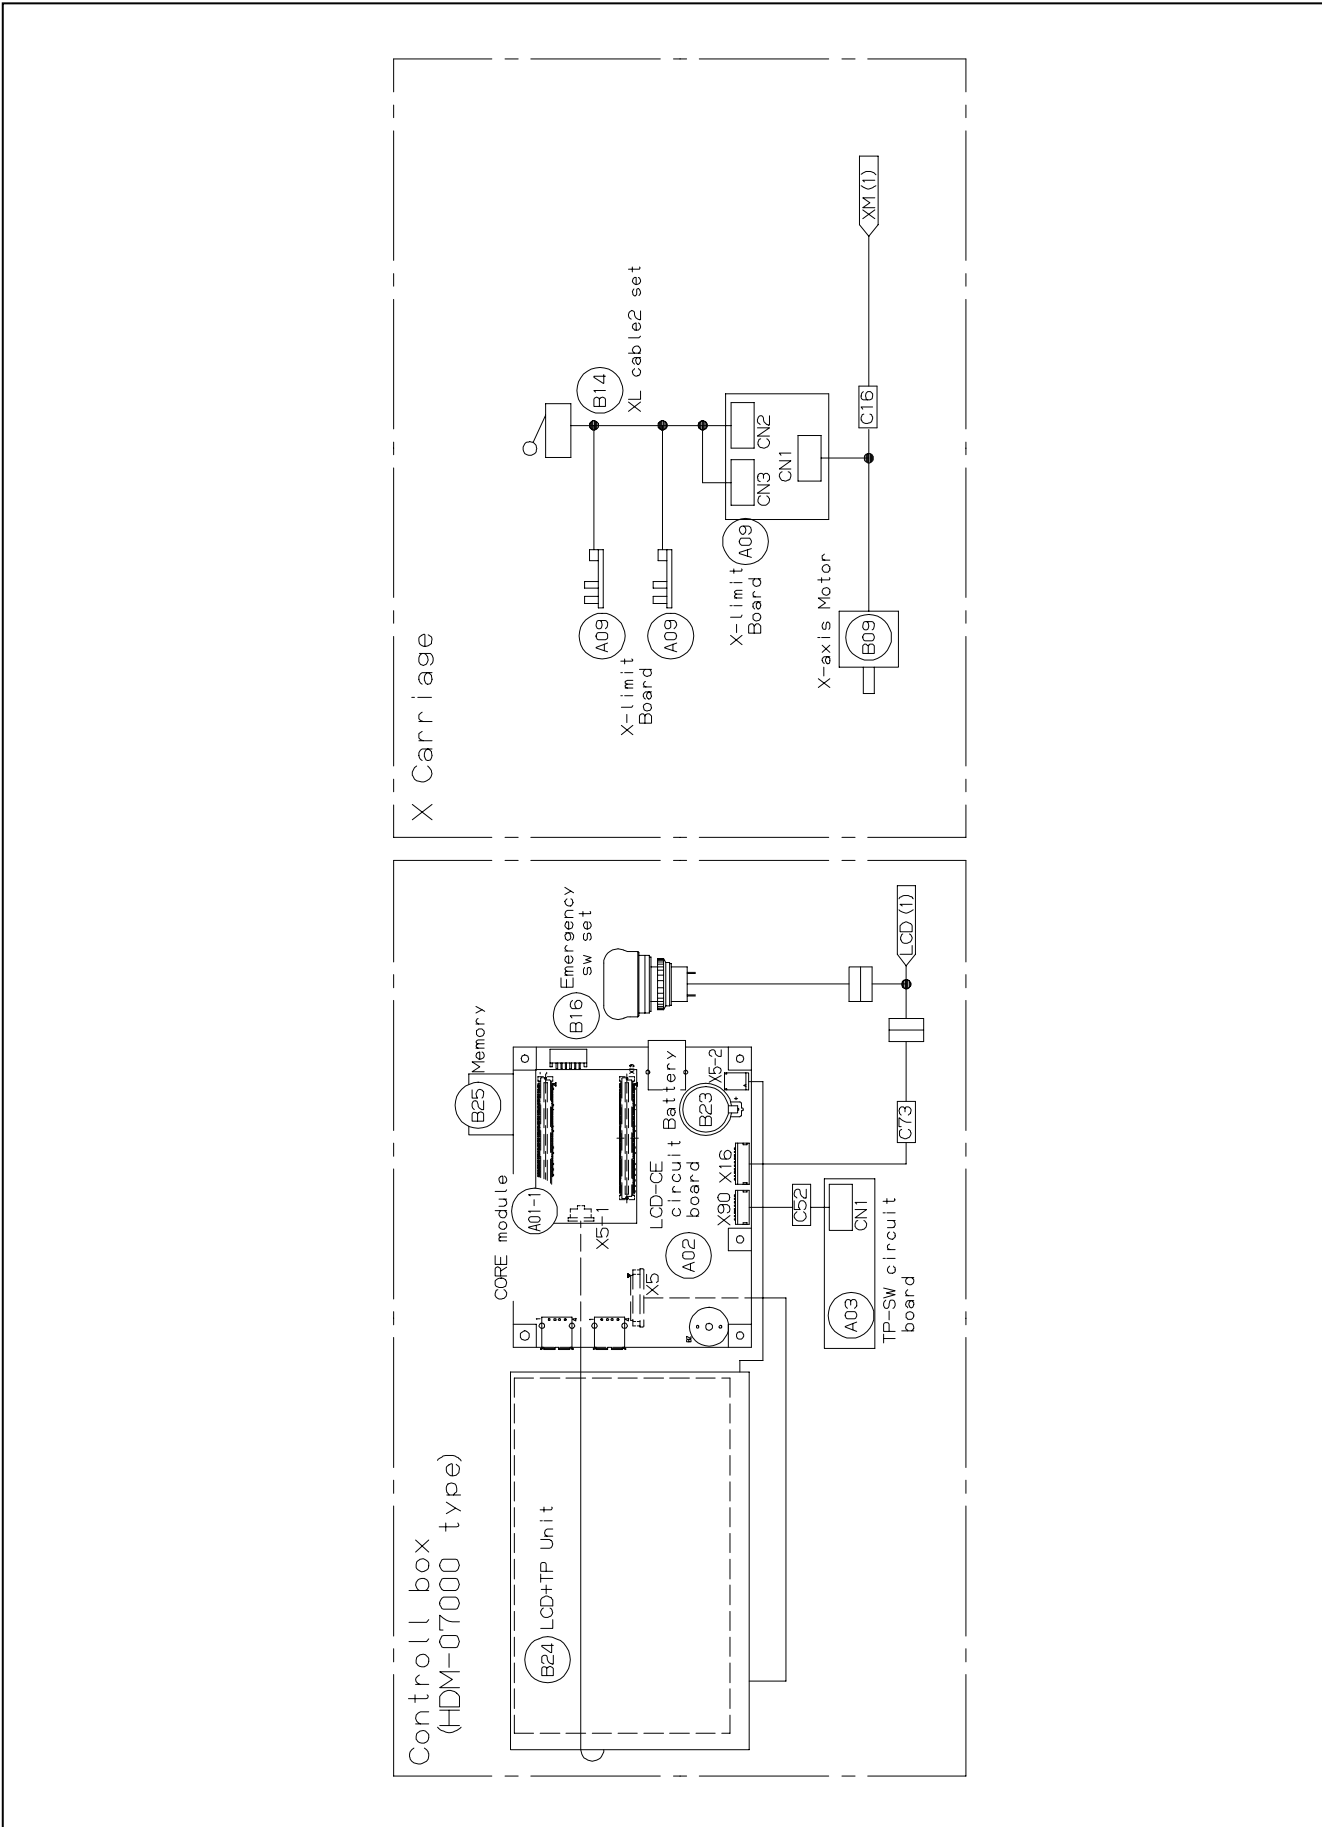 Controll box
(HDM-07000 type)
B24
LCD+TP Unit
CORE module
A01-1
B25
Memory
B16
Emergency
sw set
X5-1
X5
A02
LCD-CE
circuit
board
Battery
B23
X5-2
X90
X16
C52
C73
CN1
A03
TP-SW circuit
board
LCD (1)
X Carriage
A09
X-limit
Board
A09
B14
XL cable2 set
A09
X-limit
Board
CN3
CN2
CN1
X-axis Motor
B09
C16
XM (1)